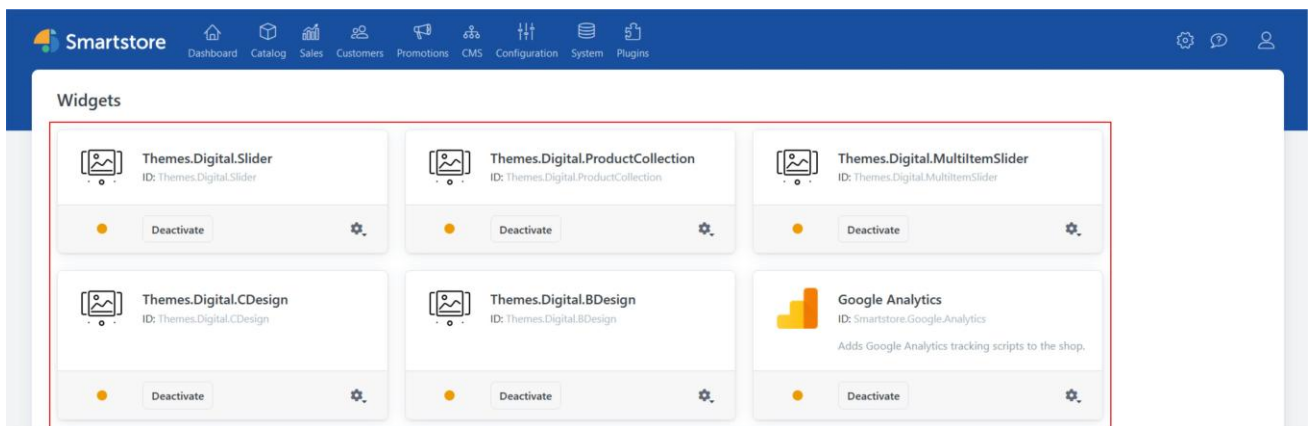 Smartstore
Dashboard Catalog Sales Customers Promotions CMS Configuration System Plugins
Widgets
Themes.Digital.Slider
ID: Themes.Digital.Slider
Deactivate
Themes.Digital.ProductCollection
ID: Themes.Digital.ProductCollection
Deactivate
Themes.Digital.MultiItemSlider
ID: Themes.Digital.MultiItemSlider
Deactivate
Themes.Digital.CDesign
ID: Themes.Digital.CDesign
Deactivate
Themes.Digital.BDesign
ID: Themes.Digital.BDesign
Deactivate
Google Analytics
ID: Smartstore.Google.Analytics
Adds Google Analytics tracking scripts to the shop.
Deactivate